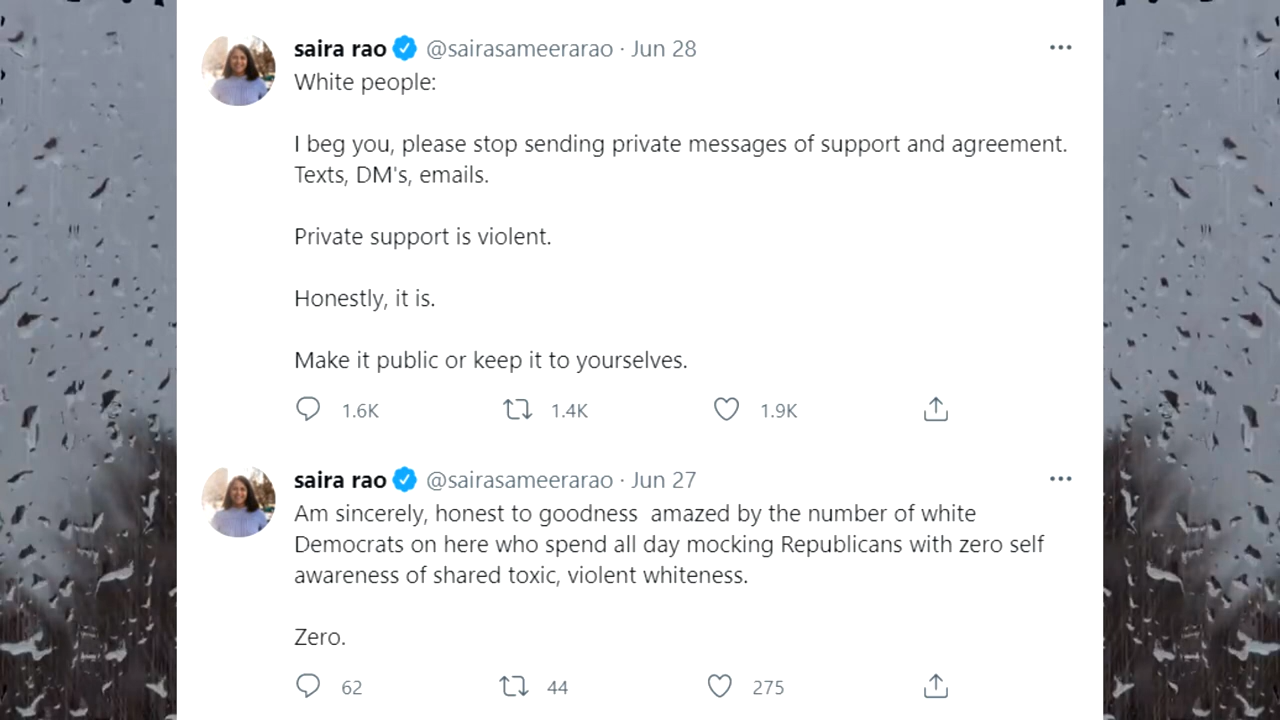 saira rao @sairasameerarao · Jun 28
White people:
I beg you, please stop sending private messages of support and agreement.
Texts, DM's, emails.
Private support is violent.
Honestly, it is.
Make it public or keep it to yourselves.
1.6K 1.4K 1.9K
saira rao @sairasameerarao · Jun 27
Am sincerely, honest to goodness  amazed by the number of white
Democrats on here who spend all day mocking Republicans with zero self
awareness of shared toxic, violent whiteness.
Zero.
62 44 275